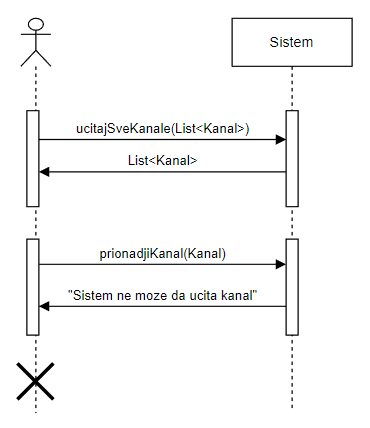 Sistem
ucitajSveKanale(List<Kanal>)
List<Kanal>
prionadjiKanal(Kanal)
"Sistem ne moze da ucita kanal"